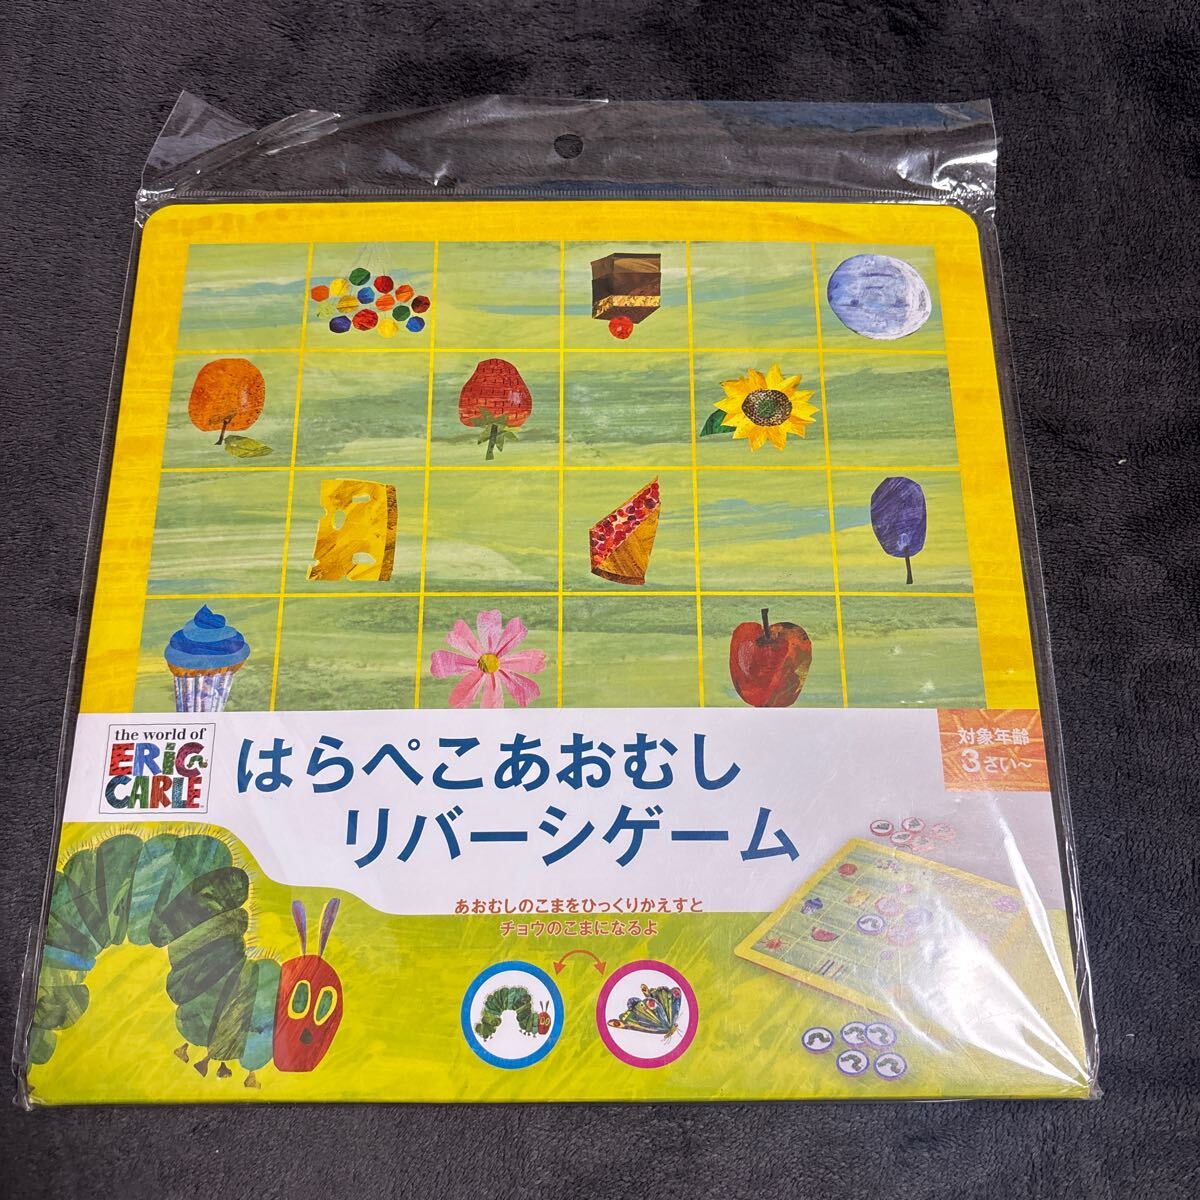 the world of
ERIC
CARLE
はらぺこあおむし
リバーシゲーム
対象年齢
3さい~
あおむしのこまをひっくりかえすと
チョウのこまになるよ